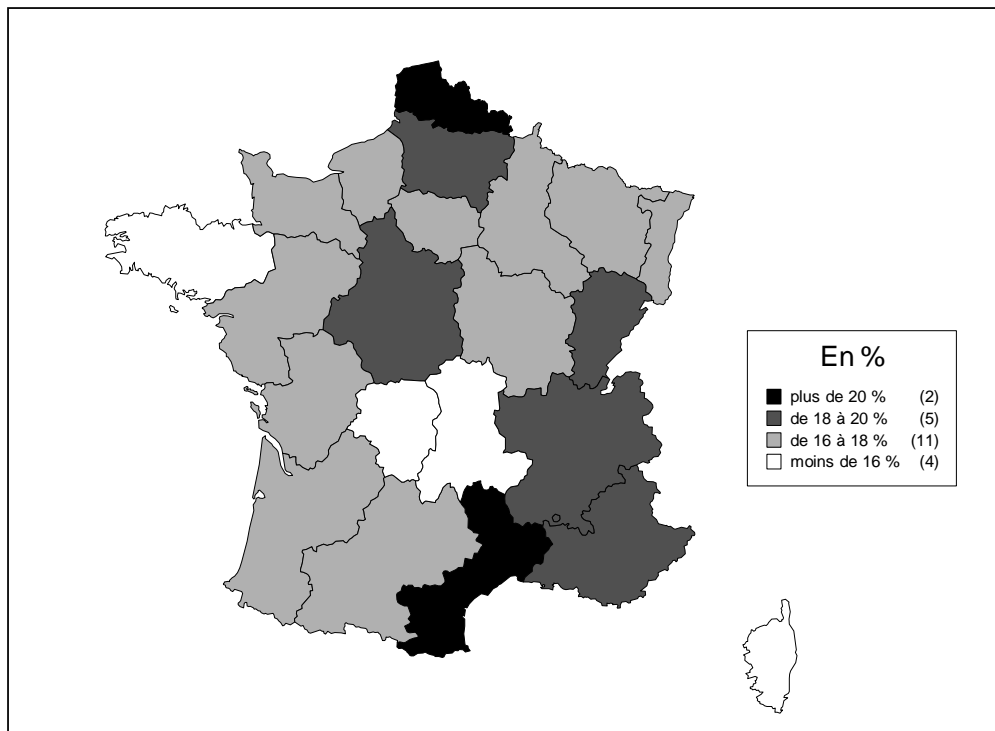 En %
plus de 20 % (2)
de 18 à 20 % (5)
de 16 à 18 % (11)
moins de 16 % (4)